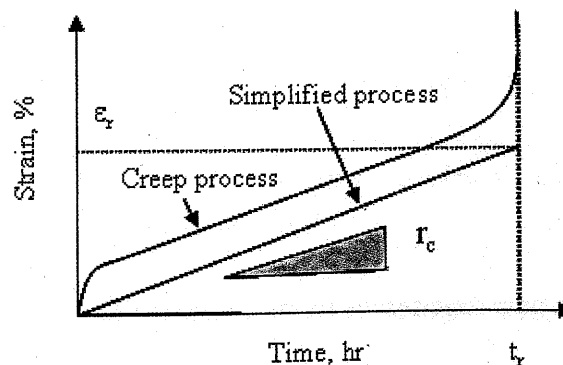 Strain, %
εr
Simplified process
Creep process
rc
Time, hr
tr